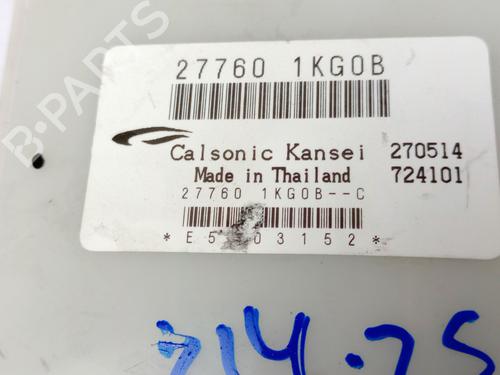 B-PARTS
27760 1KG0B
Calsonic Kansei 270514
Made in Thailand 724101
27760 1KG0B--C